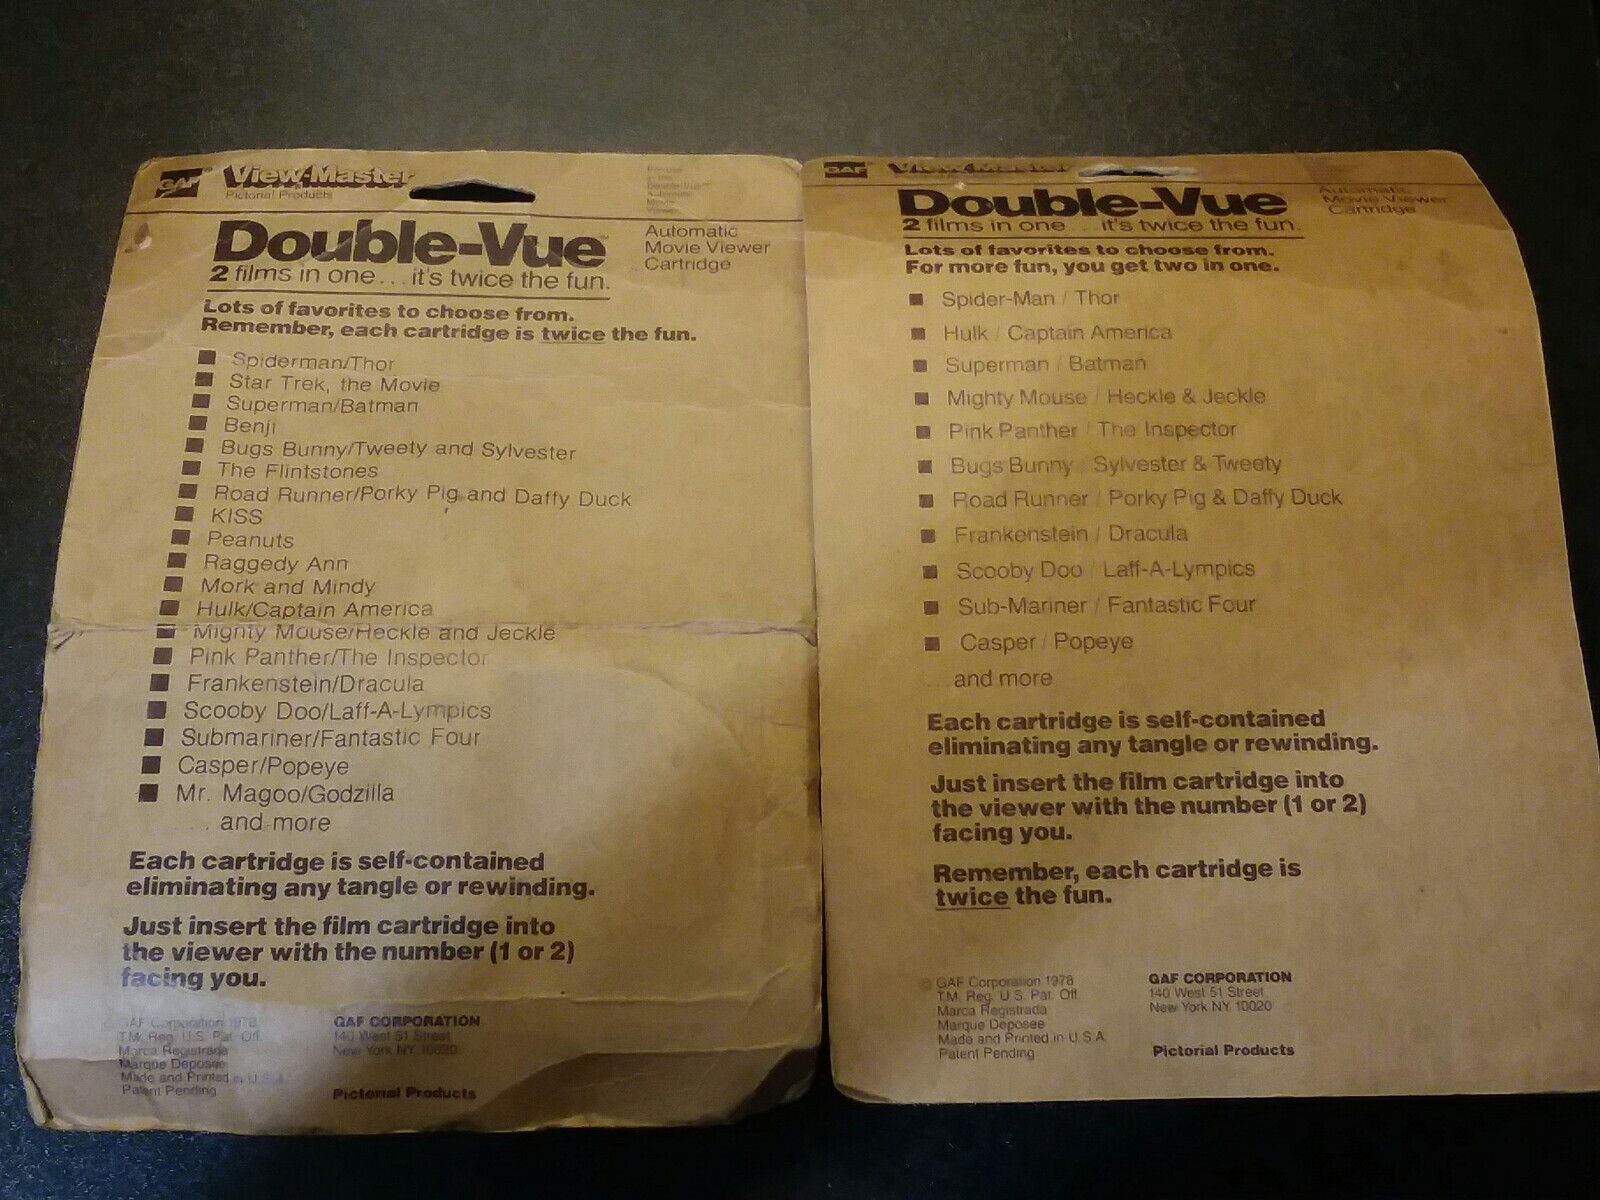 GAF View-Master
Pictorial Products
Double-Vue
2 films in one... it's twice the fun.
Automatic
Movie Viewer
Cartridge
Lots of favorites to choose from.
Remember, each cartridge is twice the fun.
Spiderman/Thor
Star Trek, the Movie
Superman/Batman
Benji
Bugs Bunny/Tweety and Sylvester
The Flintstones
Road Runner/Porky Pig and Daffy Duck
KISS
Peanuts
Raggedy Ann
Mork and Mindy
Hulk/Captain America
Mighty Mouse/Heckle and Jeckle
Pink Panther/The Inspector
Frankenstein/Dracula
Scooby Doo/Laff-A-Lympics
Submariner/Fantastic Four
Casper/Popeye
Mr. Magoo/Godzilla
...and more
Each cartridge is self-contained
eliminating any tangle or rewinding.
Just insert the film cartridge into
the viewer with the number (1 or 2)
facing you.
GAF Corporation 1978
T.M. Reg. U.S. Pat. Off
Marca Registrada
Marque Deposee
Made and Printed in U.S.A.
Patent Pending
GAF CORPORATION
140 West 51 Street
New York NY 10020
Pictorial Products
GAF View-Master
Double-Vue
2 films in one... it's twice the fun.
Automatic
Movie Viewer
Cartridge
Lots of favorites to choose from.
For more fun, you get two in one.
Spider-Man / Thor
Hulk / Captain America
Superman / Batman
Mighty Mouse / Heckle & Jeckle
Pink Panther / The Inspector
Bugs Bunny / Sylvester & Tweety
Road Runner / Porky Pig & Daffy Duck
Frankenstein / Dracula
Scooby Doo / Laff-A-Lympics
Sub-Mariner / Fantastic Four
Casper / Popeye
...and more
Each cartridge is self-contained
eliminating any tangle or rewinding.
Just insert the film cartridge into
the viewer with the number (1 or 2)
facing you.
Remember, each cartridge is
twice the fun.
GAF Corporation 1978
T.M. Reg. U.S. Pat. Off
Marca Registrada
Marque Deposee
Made and Printed in U.S.A.
Patent Pending
GAF CORPORATION
140 West 51 Street
New York NY 10020
Pictorial Products